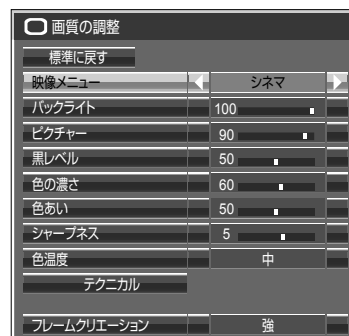 画質の調整
標準に戻す
映像メニュー シネマ
バックライト 100
ピクチャー 90
黒レベル 50
色の濃さ 60
色あい 50
シャープネス 5
色温度 中
テクニカル
フレームクリエーション 強